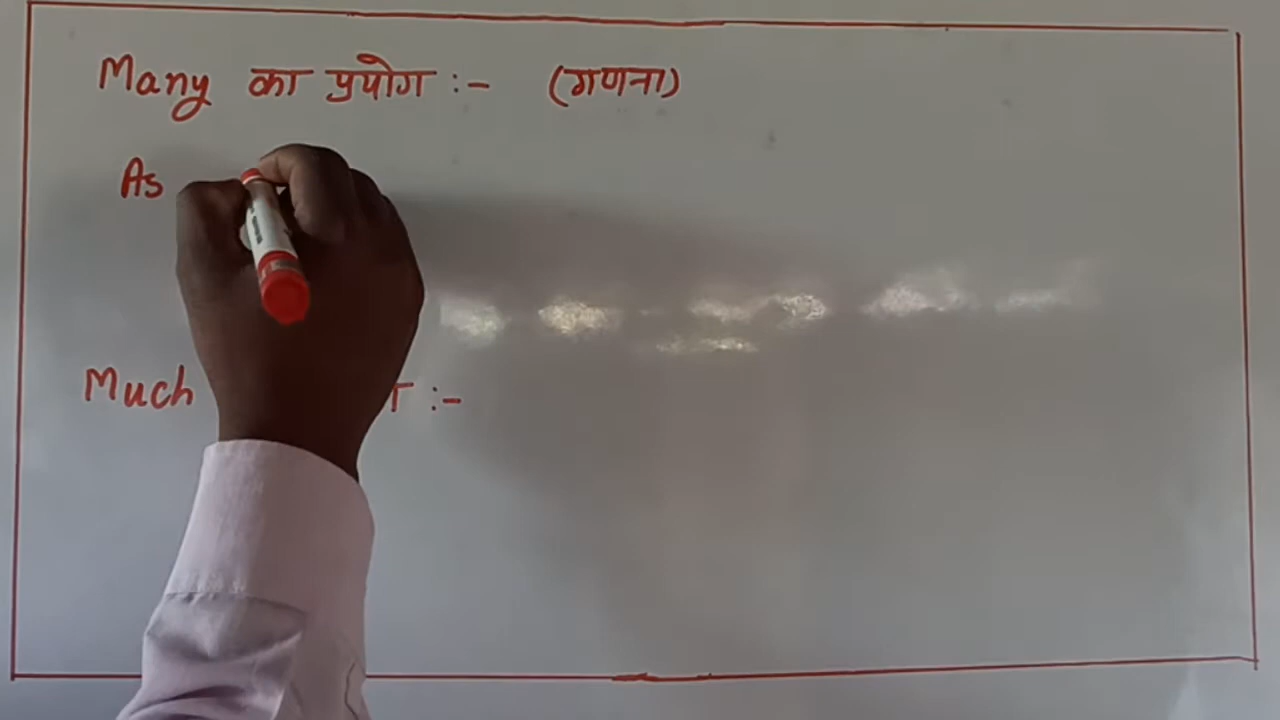 Many का प्रयोग :- (गणना)
As
Much :-